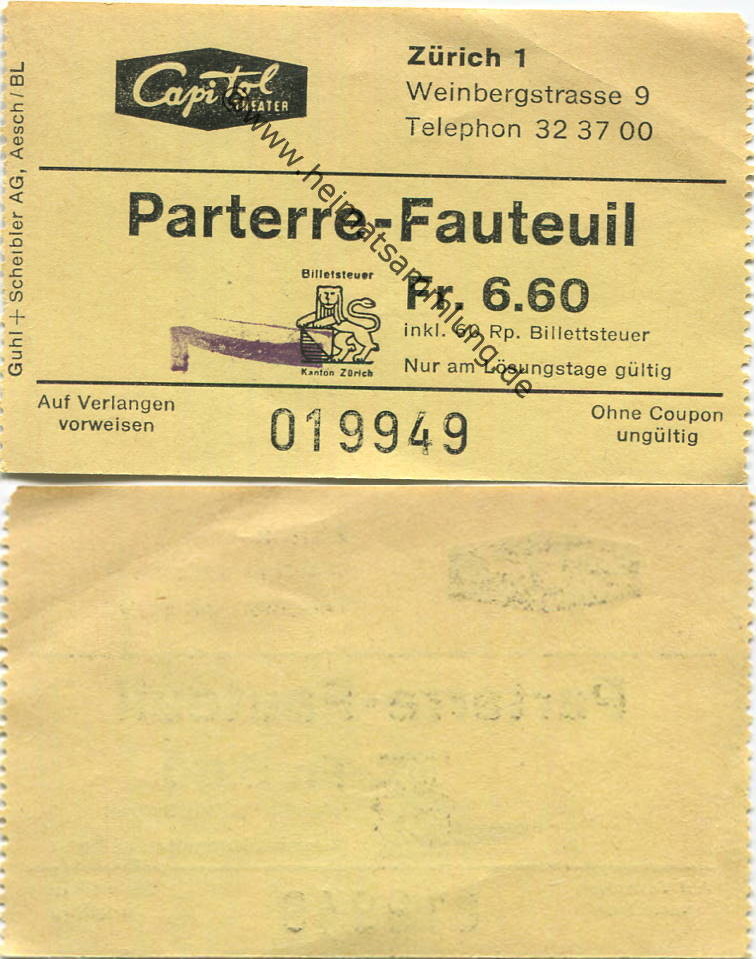 Capitol
THEATER
Zürich 1
Weinbergstrasse 9
Telephon 32 37 00
Guhl + Scheibler AG, Aesch/BL
Parterre-Fauteuil
Billetsteuer
Kanton Zürich
Fr. 6.60
inkl. 60 Rp. Billettsteuer
Nur am Lösungstage gültig
Auf Verlangen
vorweisen
019949
Ohne Coupon
ungültig
©www.heimatsammlung.de